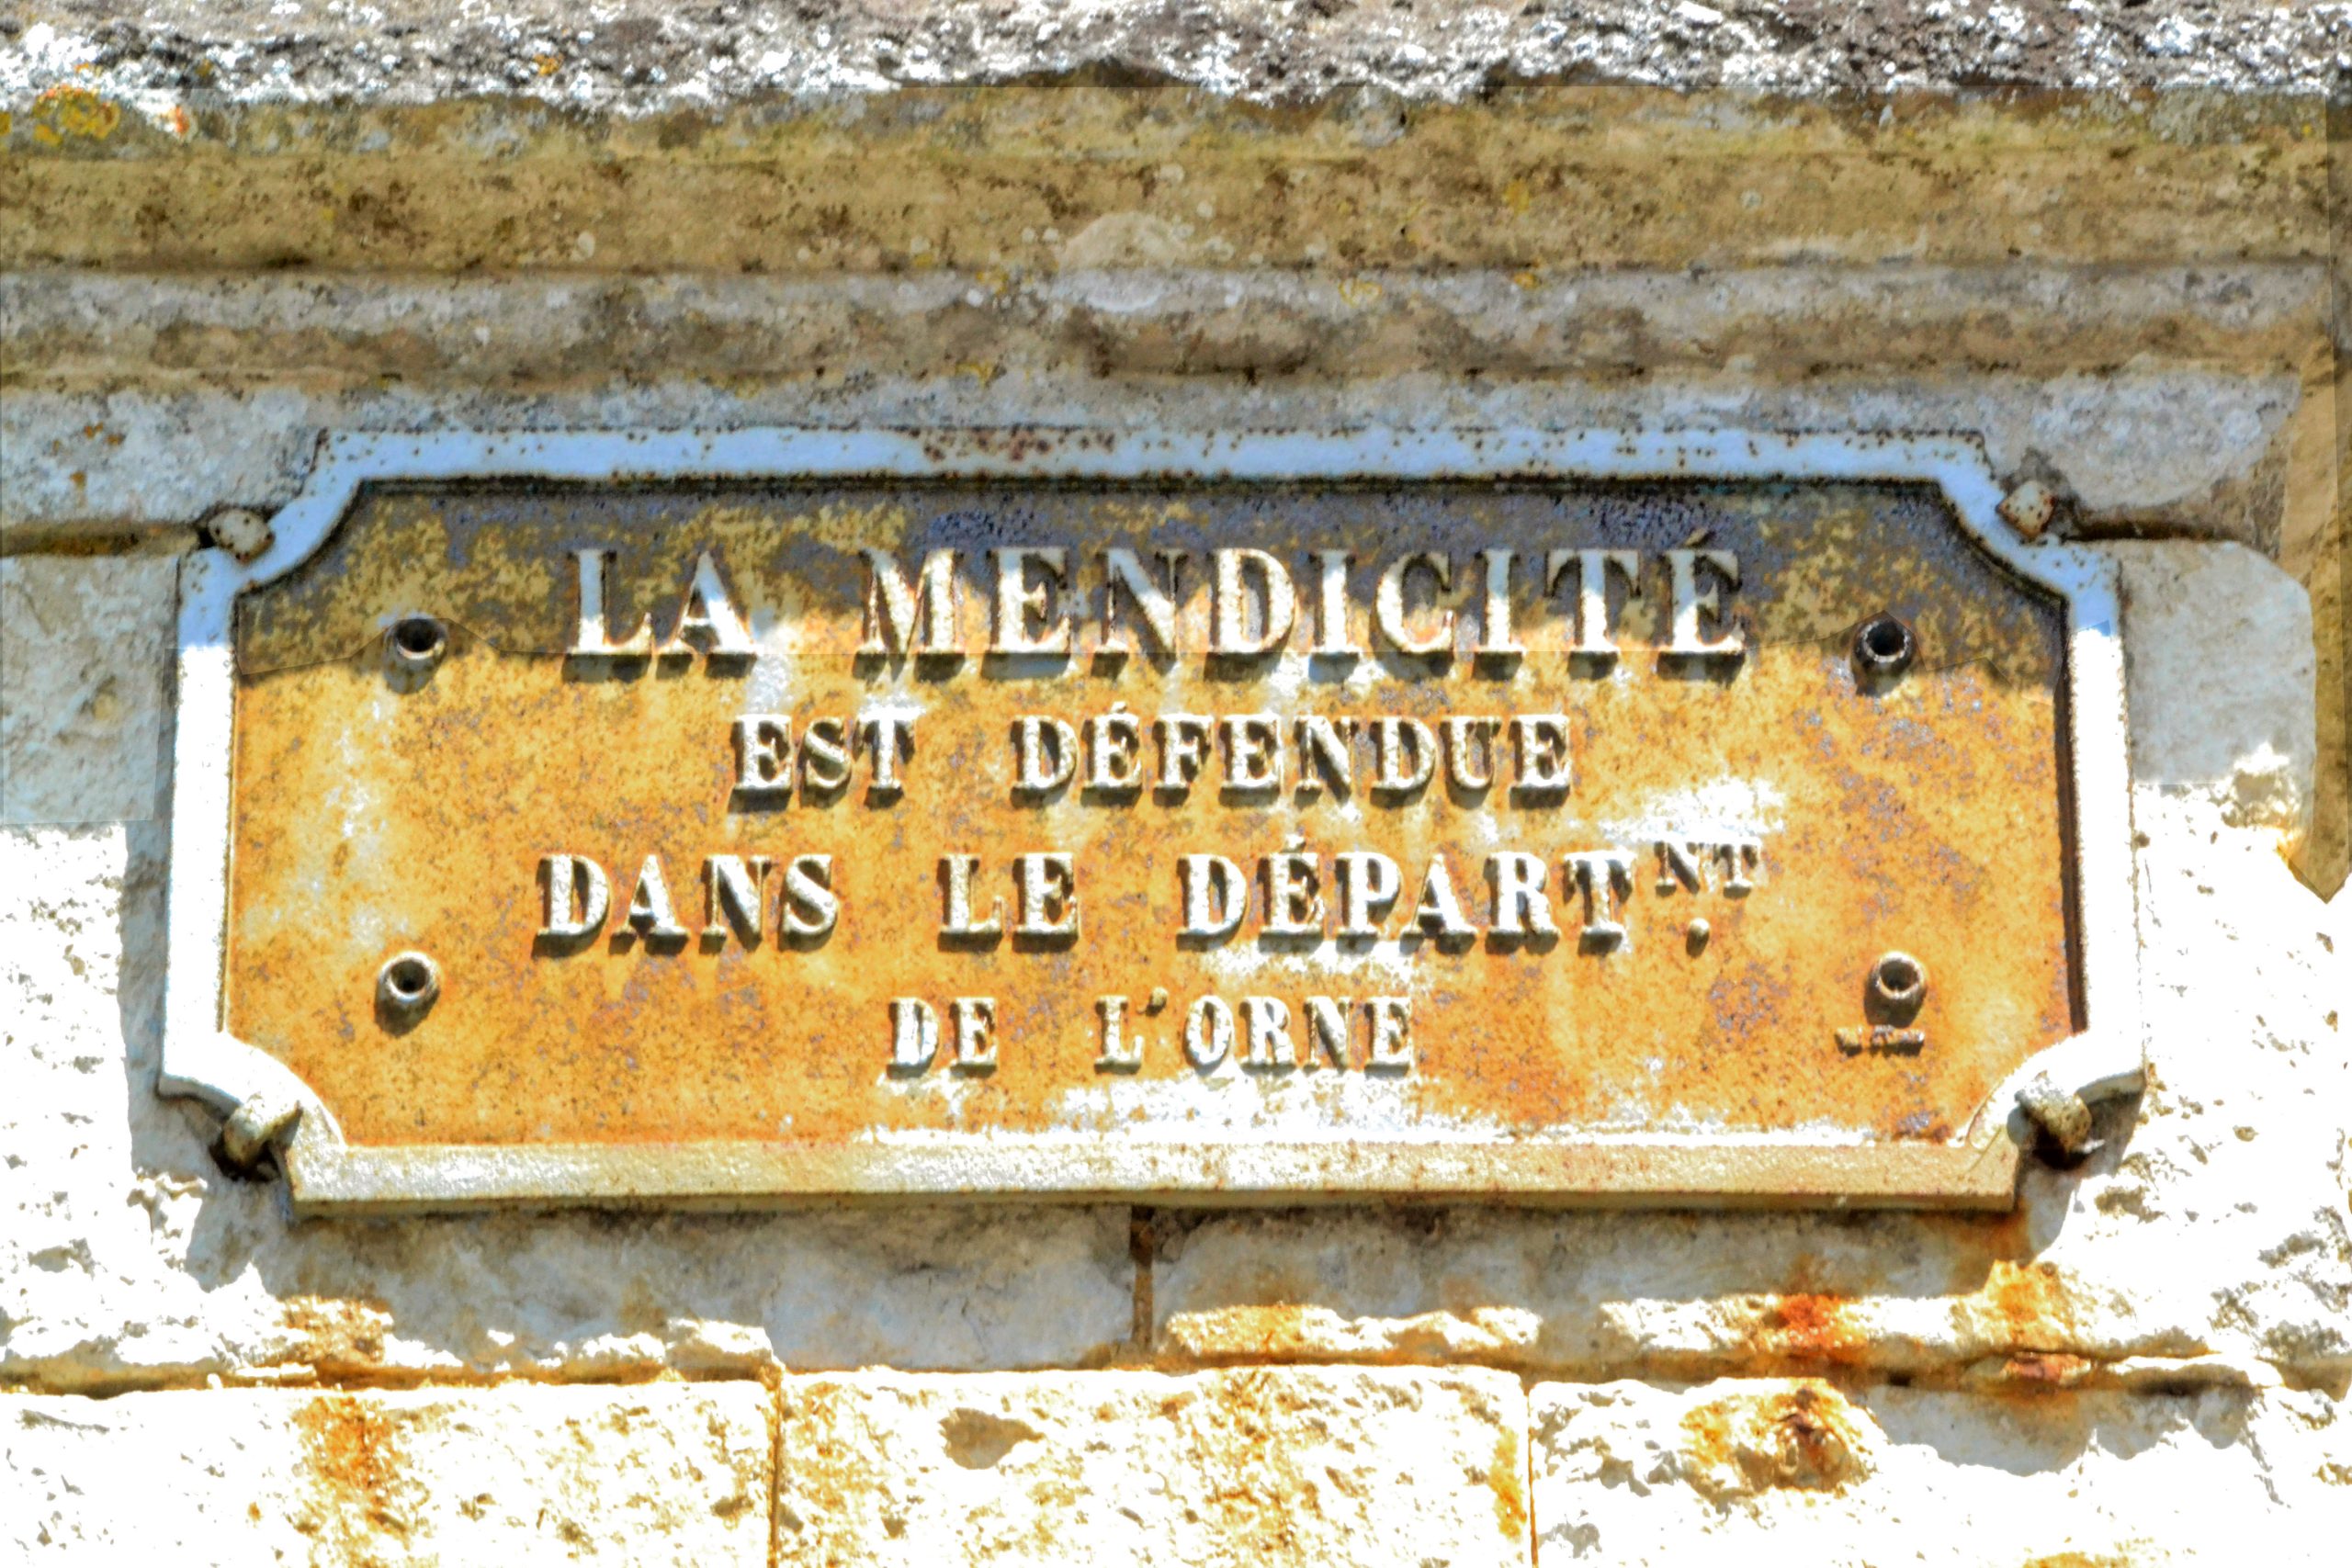 LA MENDICITÉ
EST DÉFENDUE
DANS LE DÉPART.NT
DE L'ORNE